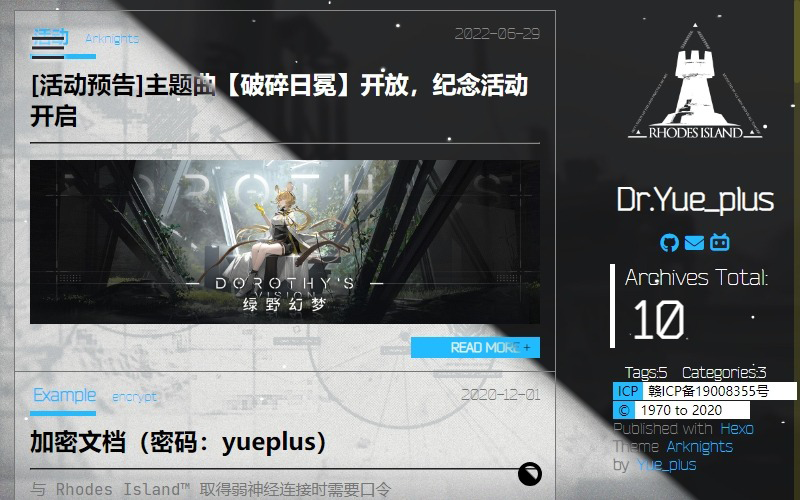 活动 Arknights 2022-06-29
[活动预告]主题曲【破碎日冕】开放，纪念活动
开启
DOROTHY'S
DOROTHY'S
VISION
绿野幻梦
READ MORE +
Example encrypt 2020-12-01
加密文档（密码：yueplus）
与 Rhodes Island™ 取得弱神经连接时需要口令
RHODES ISLAND
Dr.Yue_plus
Archives Total:
10
Tags:5 Categories:3
ICP 赣ICP备19008355号
© 1970 to 2020
Published with Hexo
Theme Arknights
by Yue_plus